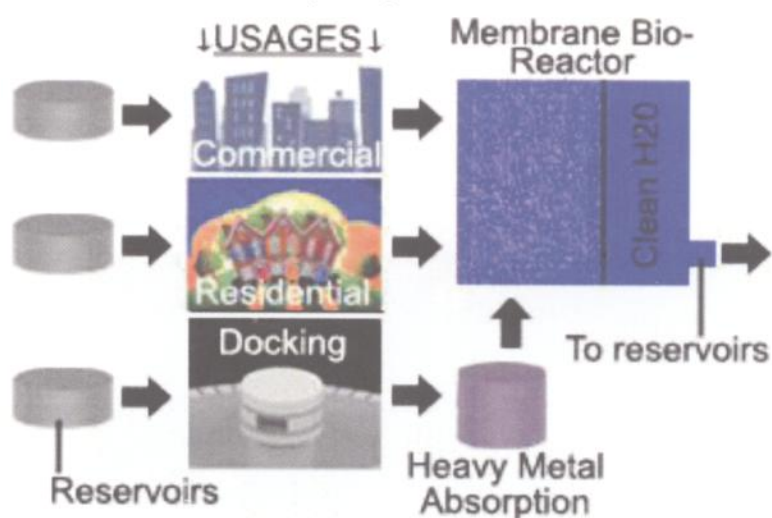 ↓USAGES↓
Membrane Bio-
Reactor
Commercial
Clean H20
Residential
To reservoirs
Docking
Heavy Metal
Absorption
Reservoirs